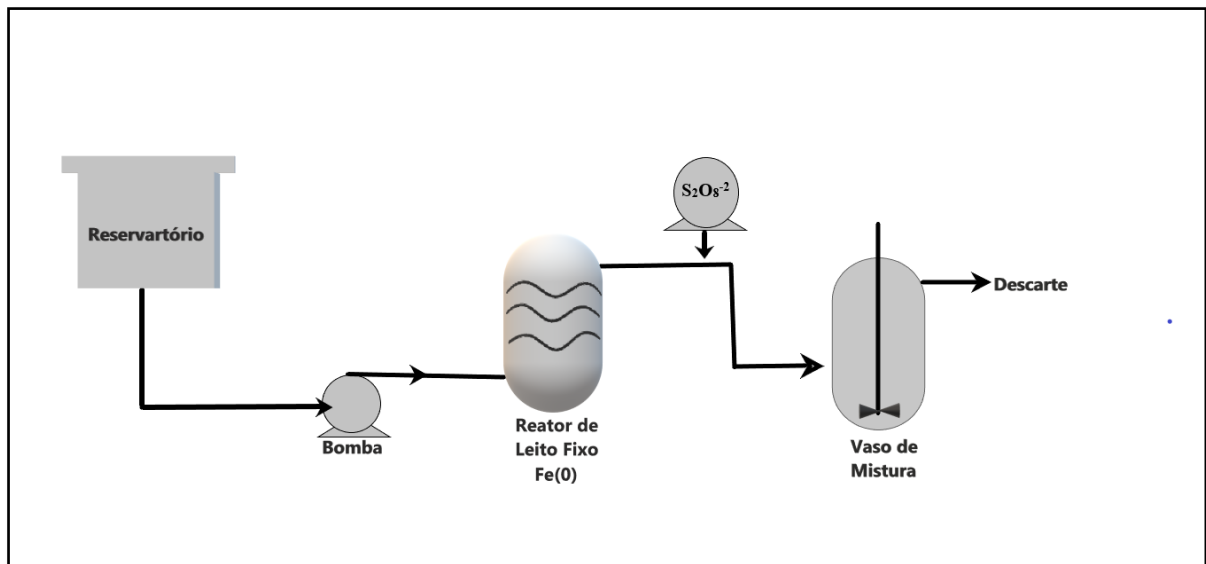 Reservartório
Bomba
Reator de
Leito Fixo
Fe(0)
S₂O₈⁻²
Vaso de
Mistura
Descarte